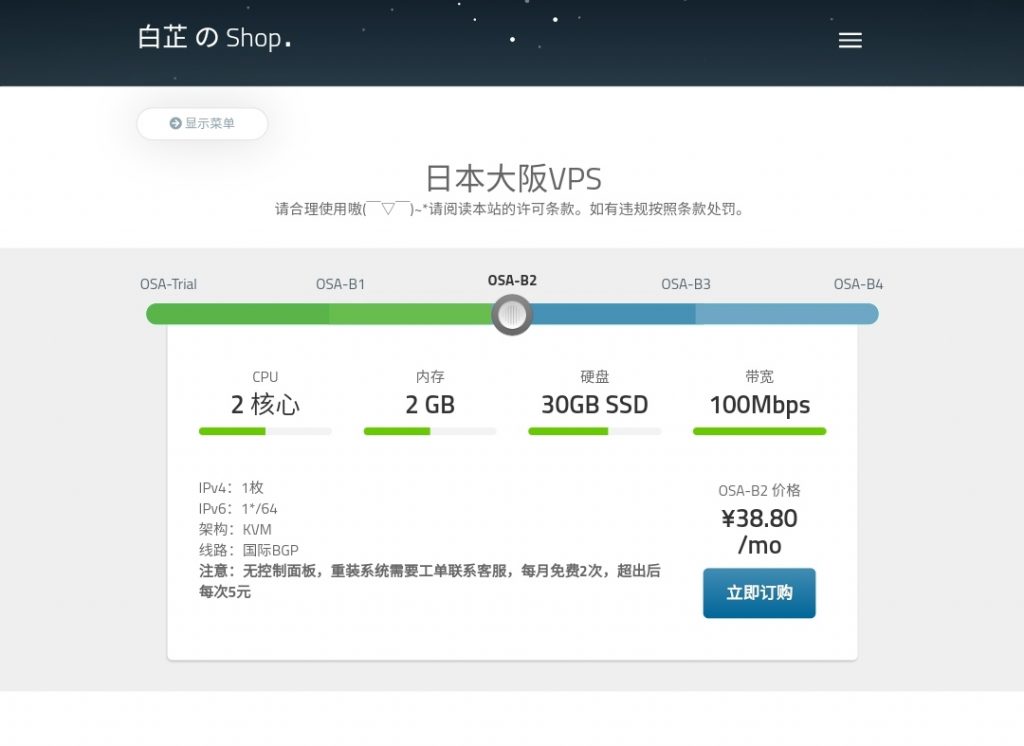 白芷 の Shop.
显示菜单
日本大阪VPS
请合理使用嗷(￣▽￣)~*请阅读本站的许可条款。如有违规按照条款处罚。
OSA-Trial OSA-B1 OSA-B2 OSA-B3 OSA-B4
CPU 内存 硬盘 带宽
2 核心 2 GB 30GB SSD 100Mbps
IPv4：1枚
IPv6：1*/64
架构：KVM
线路：国际BGP
注意：无控制面板，重装系统需要工单联系客服，每月免费2次，超出后
每次5元
OSA-B2 价格
¥38.80
/mo
立即订购